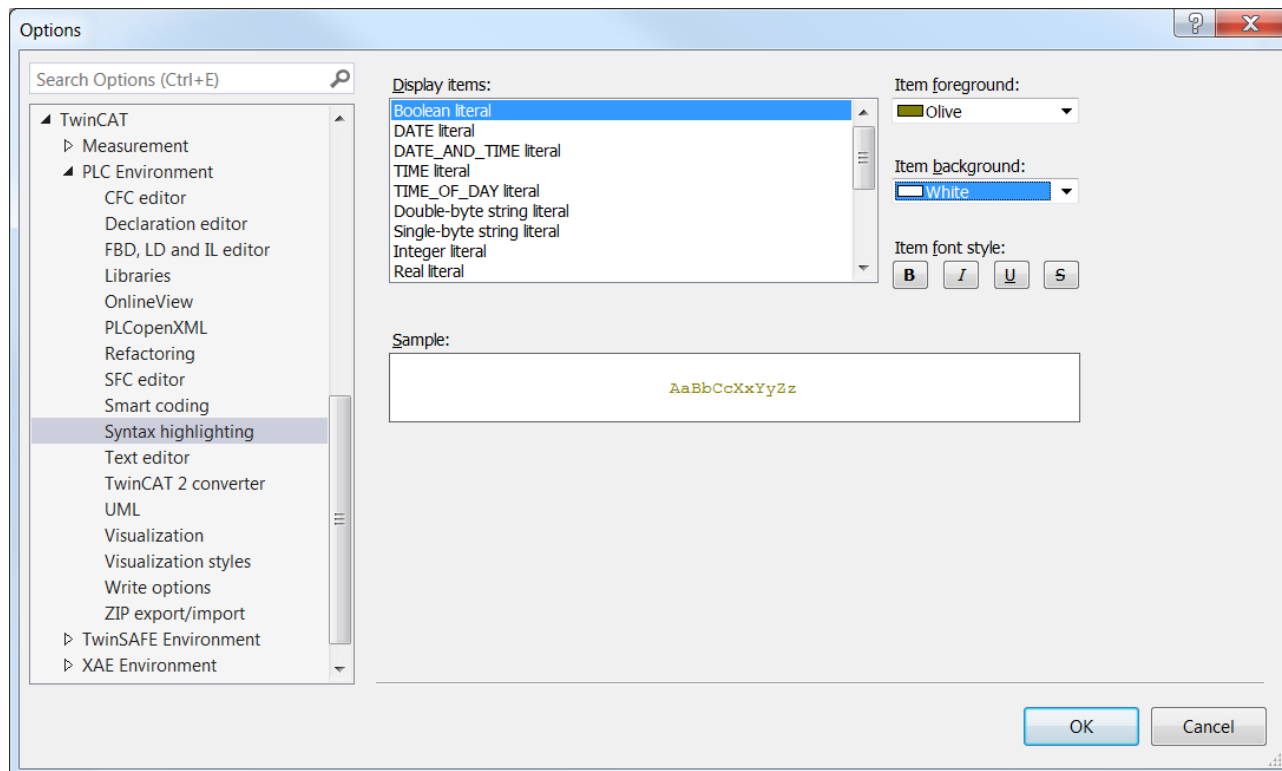 Options
Search Options (Ctrl+E)
TwinCAT
Measurement
PLC Environment
CFC editor
Declaration editor
FBD, LD and IL editor
Libraries
OnlineView
PLCopenXML
Refactoring
SFC editor
Smart coding
Syntax highlighting
Text editor
TwinCAT 2 converter
UML
Visualization
Visualization styles
Write options
ZIP export/import
TwinSAFE Environment
XAE Environment
Display items:
Boolean literal
DATE literal
DATE_AND_TIME literal
TIME literal
TIME_OF_DAY literal
Double-byte string literal
Single-byte string literal
Integer literal
Real literal
Item foreground:
Olive
Item background:
White
Item font style:
B I U S
Sample:
AaBbCcXxYyZz
OK Cancel